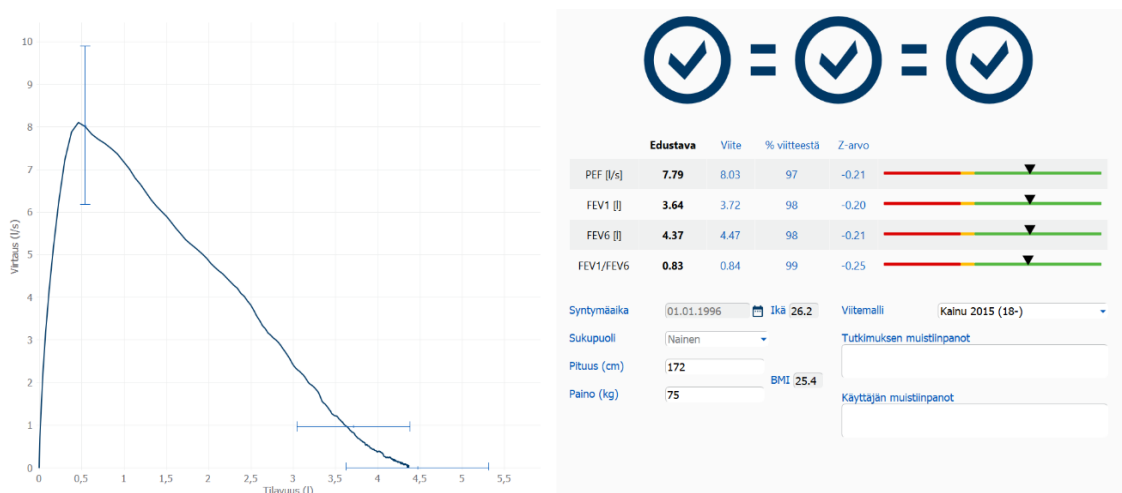 10
9
8
7
6
5
4
3
2
1
0
Virtaus (l/s)
0 0,5 1 1,5 2 2,5 3 3,5 4 4,5 5 5,5
Tilavuus (l)
Edustava Viite % viitteestä Z-arvo
PEF [l/s] 7.79 8.03 97 -0.21
FEV1 [l] 3.64 3.72 98 -0.20
FEV6 [l] 4.37 4.47 98 -0.21
FEV1/FEV6 0.83 0.84 99 -0.25
Syntymäaika 01.01.1996 Ikä 26.2 Viitemalli Kainu 2015 (18-)
Sukupuoli Nainen Tutkimuksen muistiinpanot
Pituus (cm) 172
BMI 25.4
Paino (kg) 75 Käyttäjän muistiinpanot